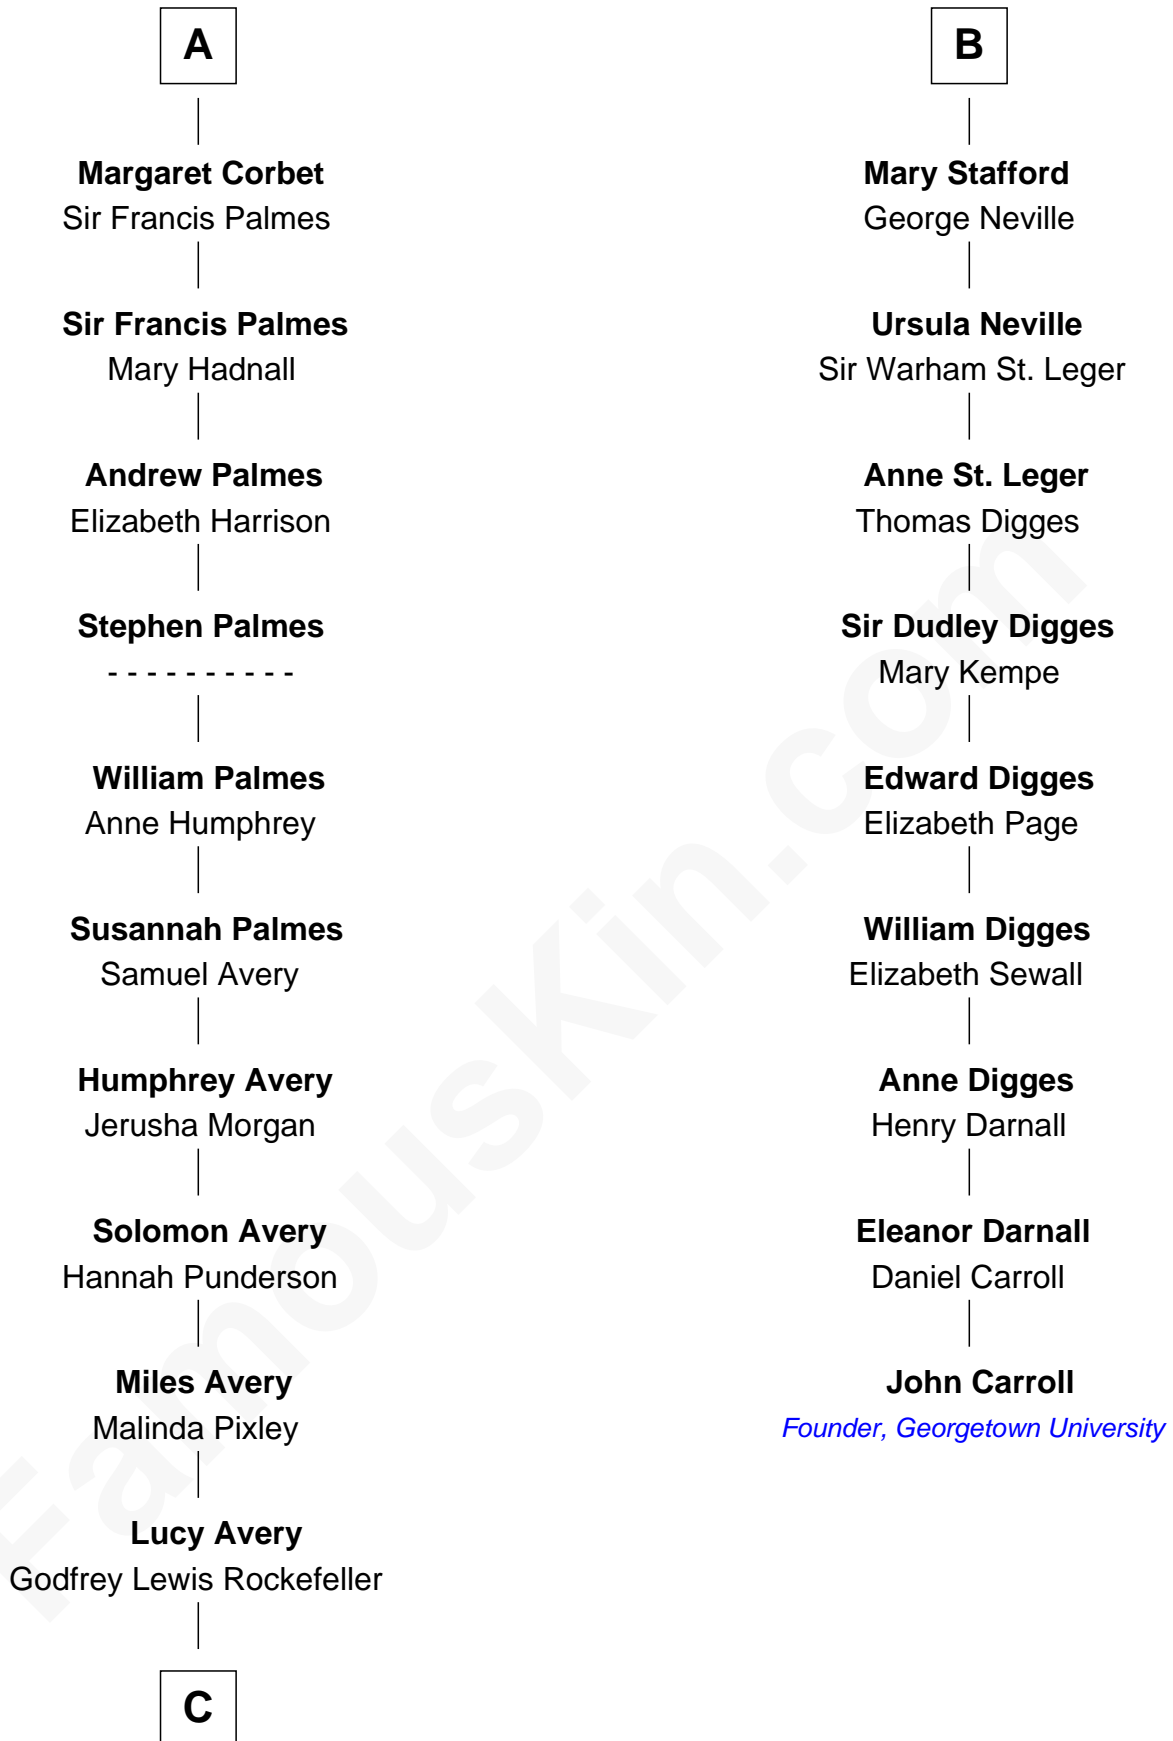 A
Margaret Corbet
Sir Francis Palmes
Sir Francis Palmes
Mary Hadnall
Andrew Palmes
Elizabeth Harrison
Stephen Palmes
- - - - - - - - - -
William Palmes
Anne Humphrey
Susannah Palmes
Samuel Avery
Humphrey Avery
Jerusha Morgan
Solomon Avery
Hannah Punderson
Miles Avery
Malinda Pixley
Lucy Avery
Godfrey Lewis Rockefeller
C
B
Mary Stafford
George Neville
Ursula Neville
Sir Warham St. Leger
Anne St. Leger
Thomas Digges
Sir Dudley Digges
Mary Kempe
Edward Digges
Elizabeth Page
William Digges
Elizabeth Sewall
Anne Digges
Henry Darnall
Eleanor Darnall
Daniel Carroll
John Carroll
Founder, Georgetown University
FamousKin.com